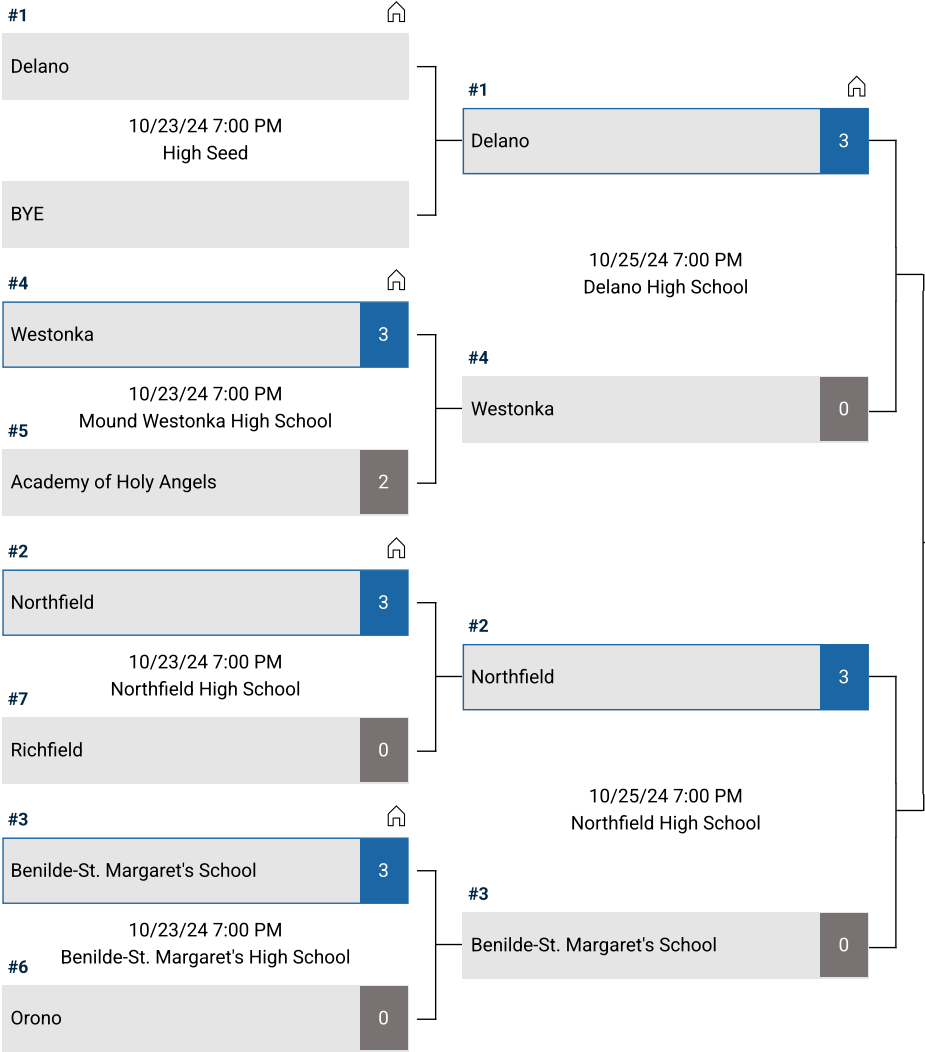 #1
Delano
10/23/24 7:00 PM
High Seed
BYE
#4
Westonka 3
10/23/24 7:00 PM
Mound Westonka High School
#5
Academy of Holy Angels 2
#2
Northfield 3
10/23/24 7:00 PM
Northfield High School
#7
Richfield 0
#3
Benilde-St. Margaret's School 3
10/23/24 7:00 PM
Benilde-St. Margaret's High School
#6
Orono 0
#1
Delano 3
10/25/24 7:00 PM
Delano High School
#4
Westonka 0
#2
Northfield 3
10/25/24 7:00 PM
Northfield High School
#3
Benilde-St. Margaret's School 0